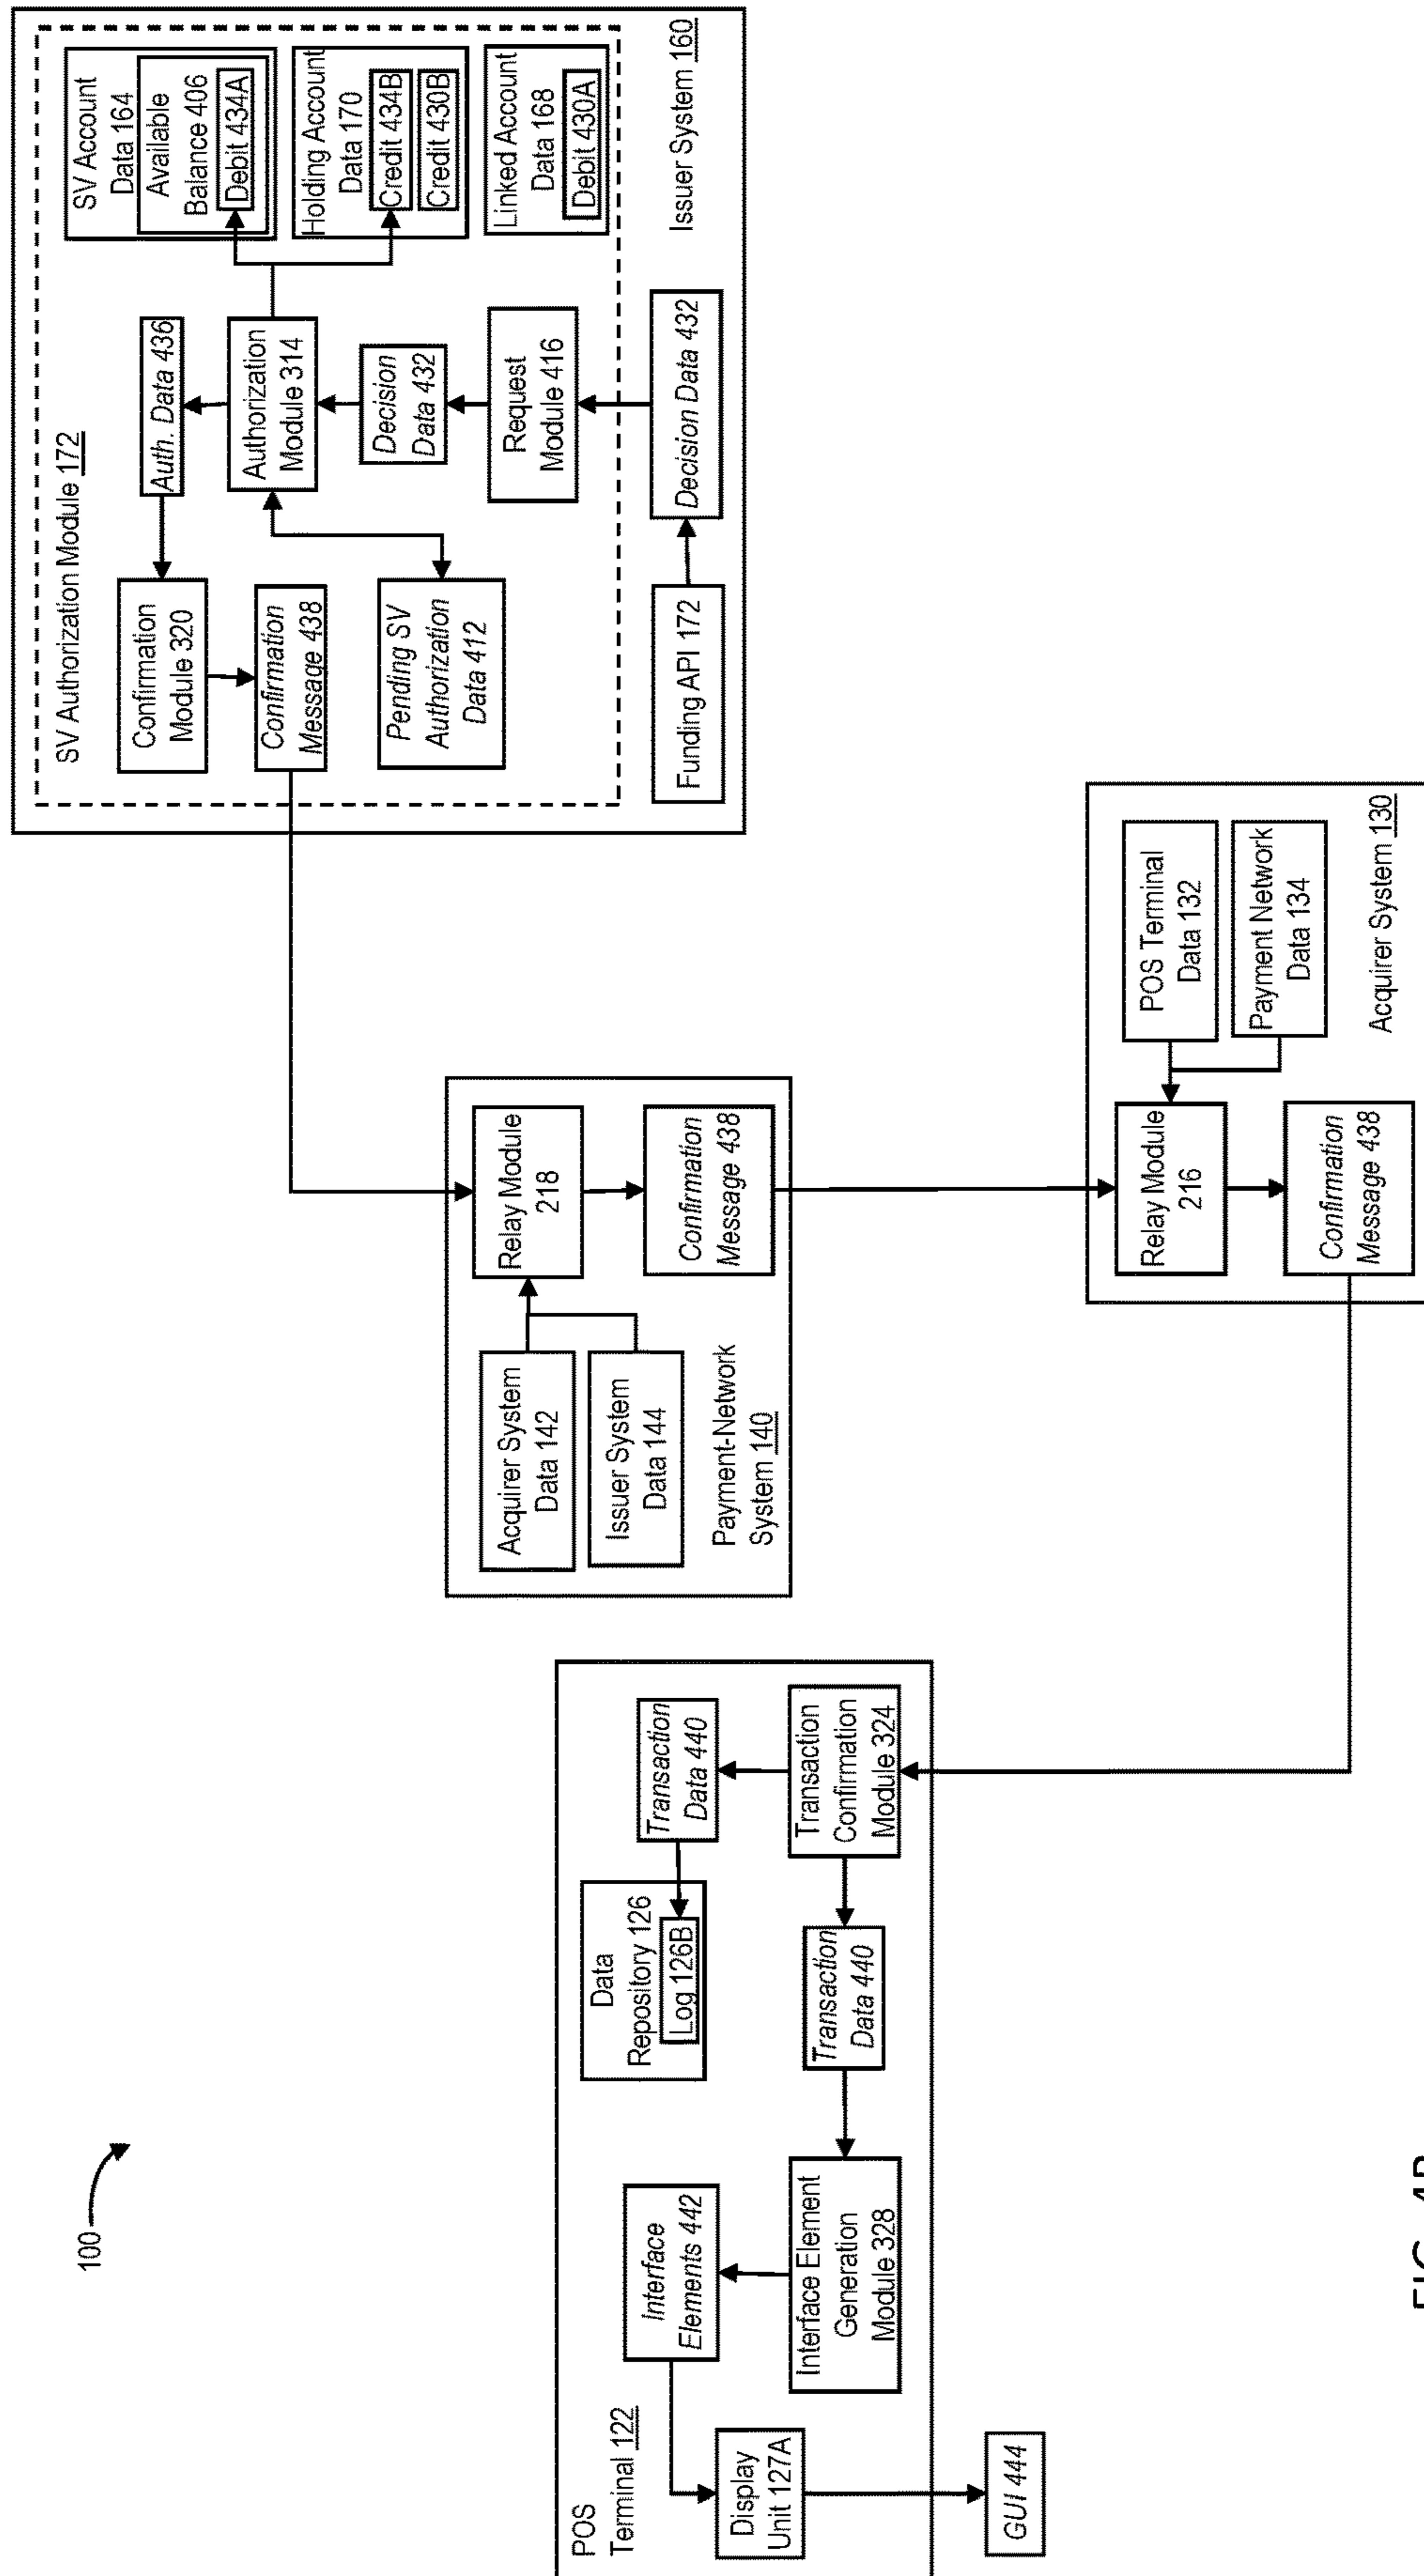 100
POS
Terminal 122
Display
Unit 127A
GUI 444
Interface
Elements 442
Interface Element
Generation
Module 328
Data
Repository 126
Log 126B
Transaction
Data 440
Transaction
Data 440
Transaction
Confirmation
Module 324
Acquirer System
Data 142
Issuer System
Data 144
Payment-Network
System 140
Relay Module
218
Confirmation
Message 438
Relay Module
216
Confirmation
Message 438
POS Terminal
Data 132
Payment Network
Data 134
Acquirer System 130
SV Authorization Module 172
Confirmation
Module 320
Confirmation
Message 438
Pending SV
Authorization
Data 412
Funding API 172
Auth. Data 436
Authorization
Module 314
Decision
Data 432
Request
Module 416
Decision Data 432
SV Account
Data 164
Available
Balance 406
Debit 434A
Holding Account
Data 170
Credit 434B
Credit 430B
Linked Account
Data 168
Debit 430A
Issuer System 160